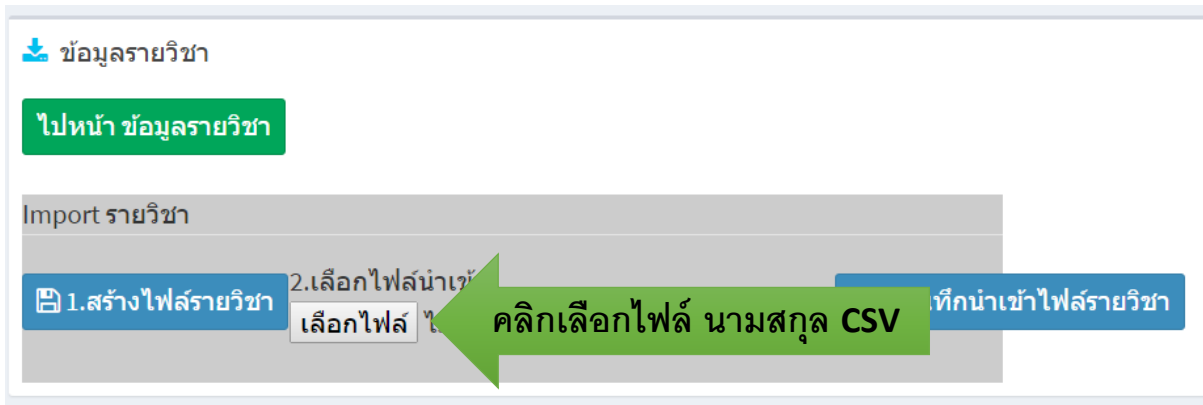 ข้อมูลรายวิชา
ไปหน้า ข้อมูลรายวิชา
Import รายวิชา
1.สร้างไฟล์รายวิชา
2.เลือกไฟล์นำเข้า
เลือกไฟล์
คลิกเลือกไฟล์ นามสกุล CSV
ทึกนำเข้าไฟล์รายวิชา